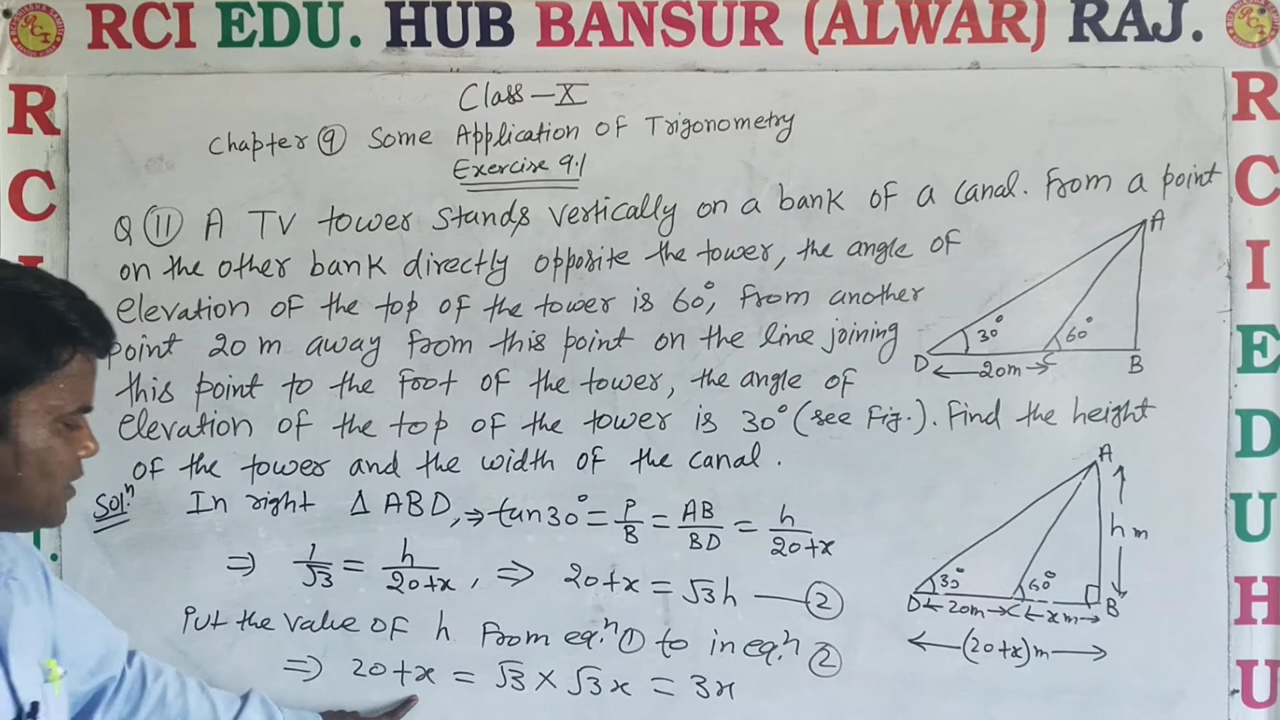 RCI EDU. HUB BANSUR (ALWAR) RAJ.
R
C
R
C
I
E
D
U
H
U
Class - X
Chapter ⑨ Some Application of Trigonometry
Exercise 9.1
Q ⑪ A TV tower stands vertically on a bank of a canal. From a point
on the other bank directly opposite the tower, the angle of
elevation of the top of the tower is 60°, From another
point 20 m away from this point on the line joining
this point to the foot of the tower, the angle of
elevation of the top of the tower is 30° (see Fig.). Find the height
of the tower and the width of the canal.
A
30°
60°
D
20m
C
B
Solⁿ In right Δ ABD, ⇒ tan30° = P/B = AB/BD = h/20+x
⇒ 1/√3 = h/20+x, ⇒ 20+x = √3h —②
Put the value of h from eq.ⁿ ① to in eq.ⁿ ②
⇒ 20+x = √3 × √3x = 3x
A
h m
30°
60°
D 20m C x m B
(20+x)m